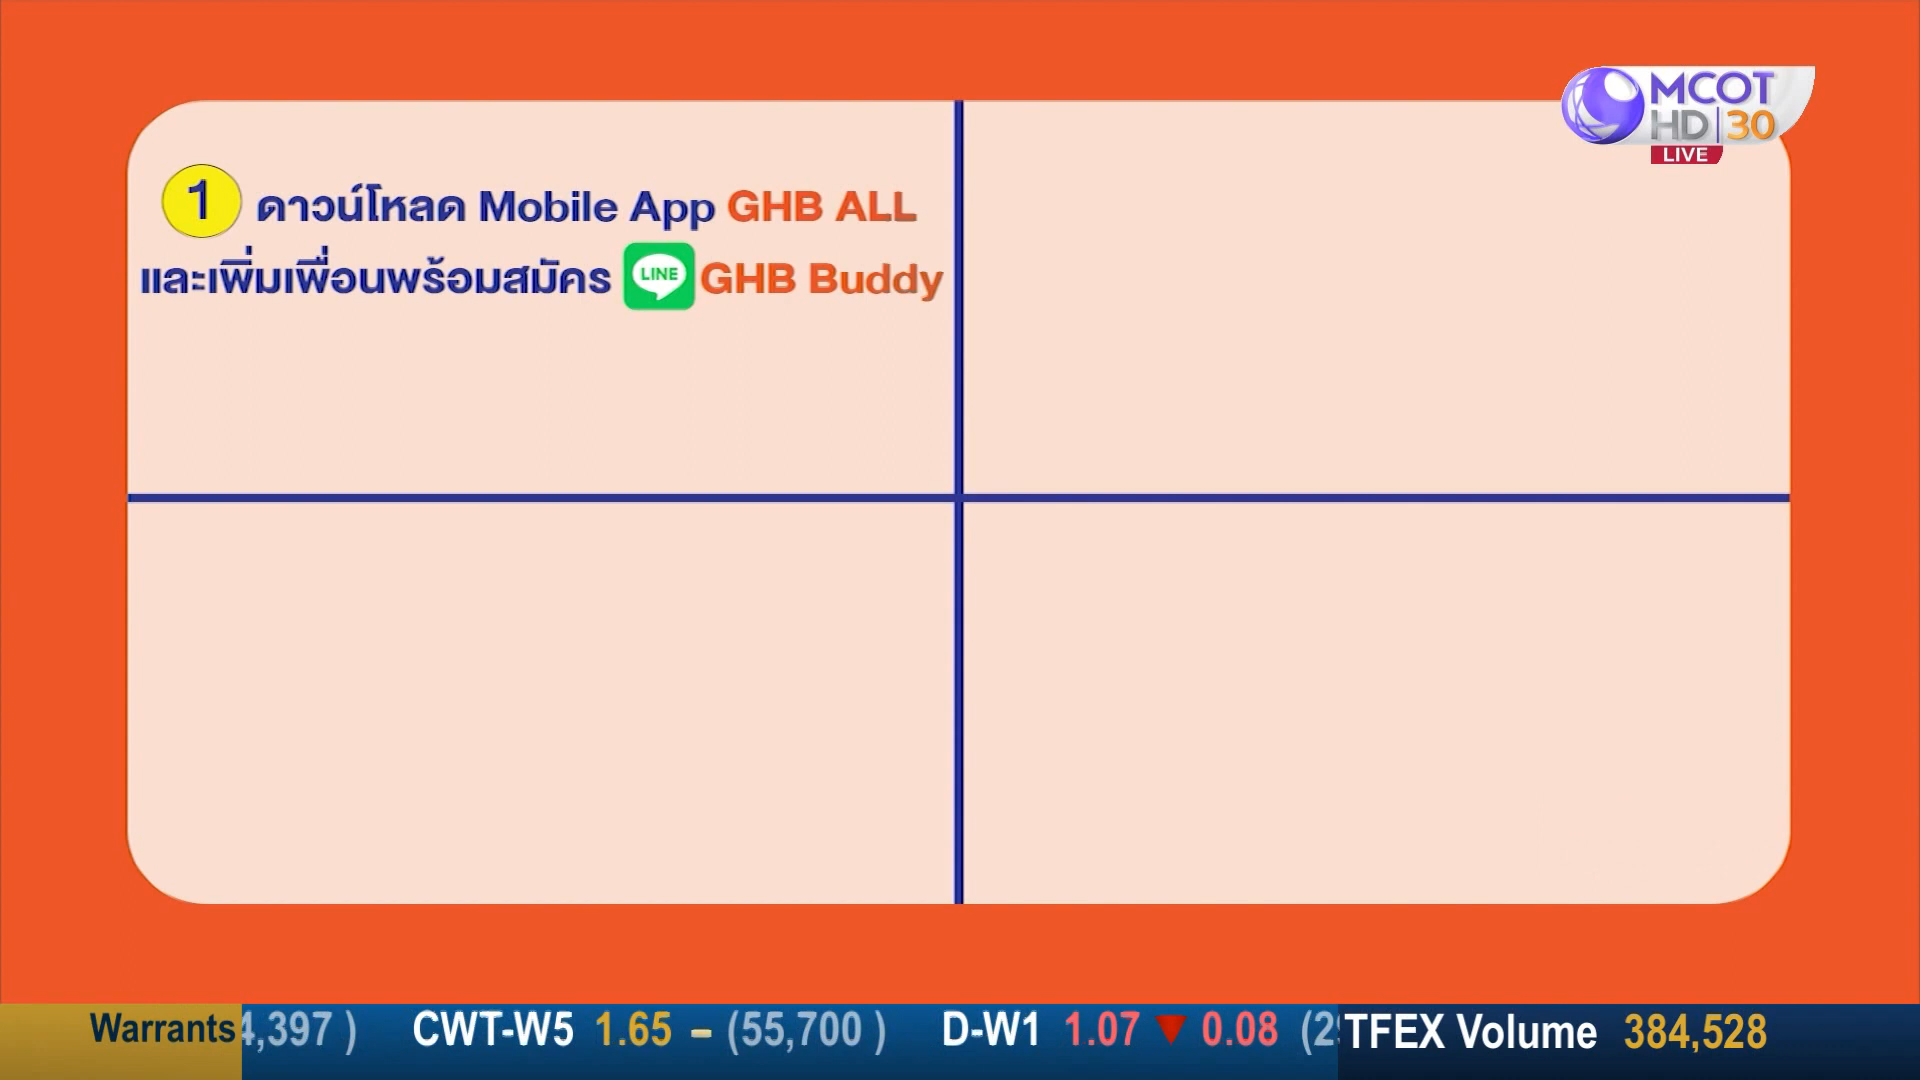 MCOT
HD 30
LIVE
1 ดาวน์โหลด Mobile App GHB ALL
และเพิ่มเพื่อนพร้อมสมัคร LINE GHB Buddy
Warrants 4,397 ) CWT-W5 1.65 – (55,700 ) D-W1 1.07 ▼ 0.08 (2 TFEX Volume 384,528